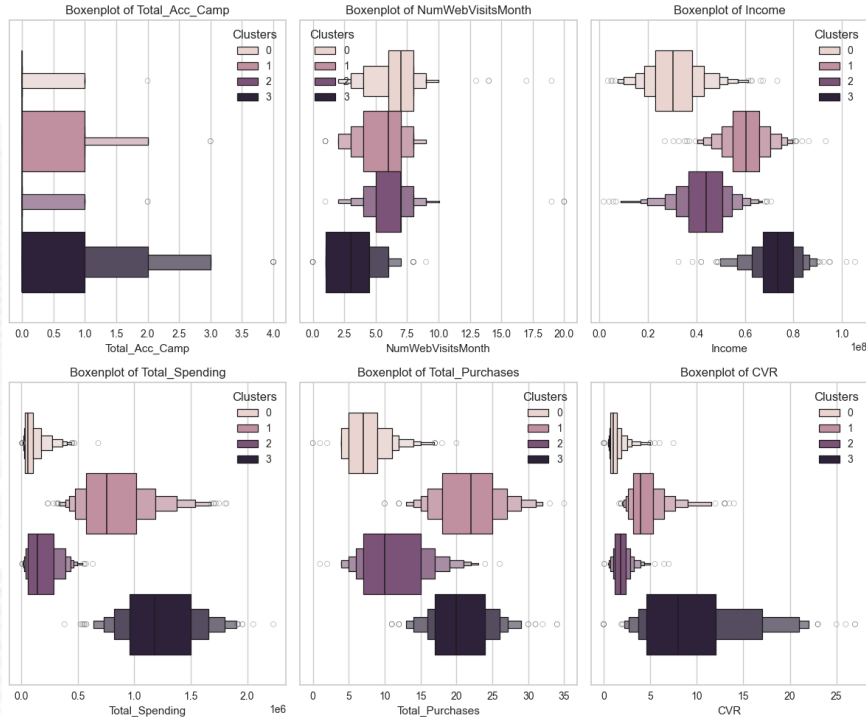 Boxenplot of Total_Acc_Camp
Clusters
0
1
2
3
0.0 0.5 1.0 1.5 2.0 2.5 3.0 3.5 4.0
Total_Acc_Camp
Boxenplot of NumWebVisitsMonth
Clusters
0
1
2
3
0.0 2.5 5.0 7.5 10.0 12.5 15.0 17.5 20.0
NumWebVisitsMonth
Boxenplot of Income
Clusters
0
1
2
3
0.0 0.2 0.4 0.6 0.8 1.0
1e8
Income
Boxenplot of Total_Spending
Clusters
0
1
2
3
0.0 0.5 1.0 1.5 2.0
1e6
Total_Spending
Boxenplot of Total_Purchases
Clusters
0
1
2
3
0 5 10 15 20 25 30 35
Total_Purchases
Boxenplot of CVR
Clusters
0
1
2
3
0 5 10 15 20 25
CVR